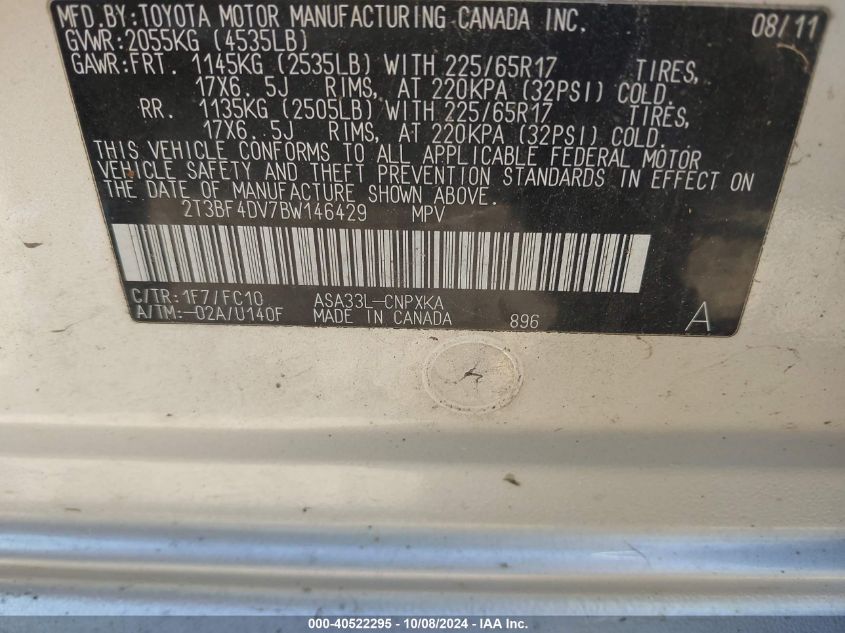 MFD. BY: TOYOTA MOTOR MANUFACTURING CANADA INC. 08/11
GVWR: 2055KG (4535LB)
GAWR: FRT. 1145KG (2535LB) WITH 225/65R17 TIRES,
17X6. 5J RIMS, AT 220KPA (32PSI) COLD.
RR. 1135KG (2505LB) WITH 225/65R17 TIRES,
17X6. 5J RIMS, AT 220KPA (32PSI) COLD.
THIS VEHICLE CONFORMS TO ALL APPLICABLE FEDERAL MOTOR
VEHICLE SAFETY AND THEFT PREVENTION STANDARDS IN EFFECT ON
THE DATE OF MANUFACTURE SHOWN ABOVE.
2T3BF4DV7BW146429 MPV
C/TR: 1F7/FC10 ASA33L-CNPXKA
A/TM: -02A/U140F MADE IN CANADA 896 A
000-40522295 - 10/08/2024 - IAA Inc.